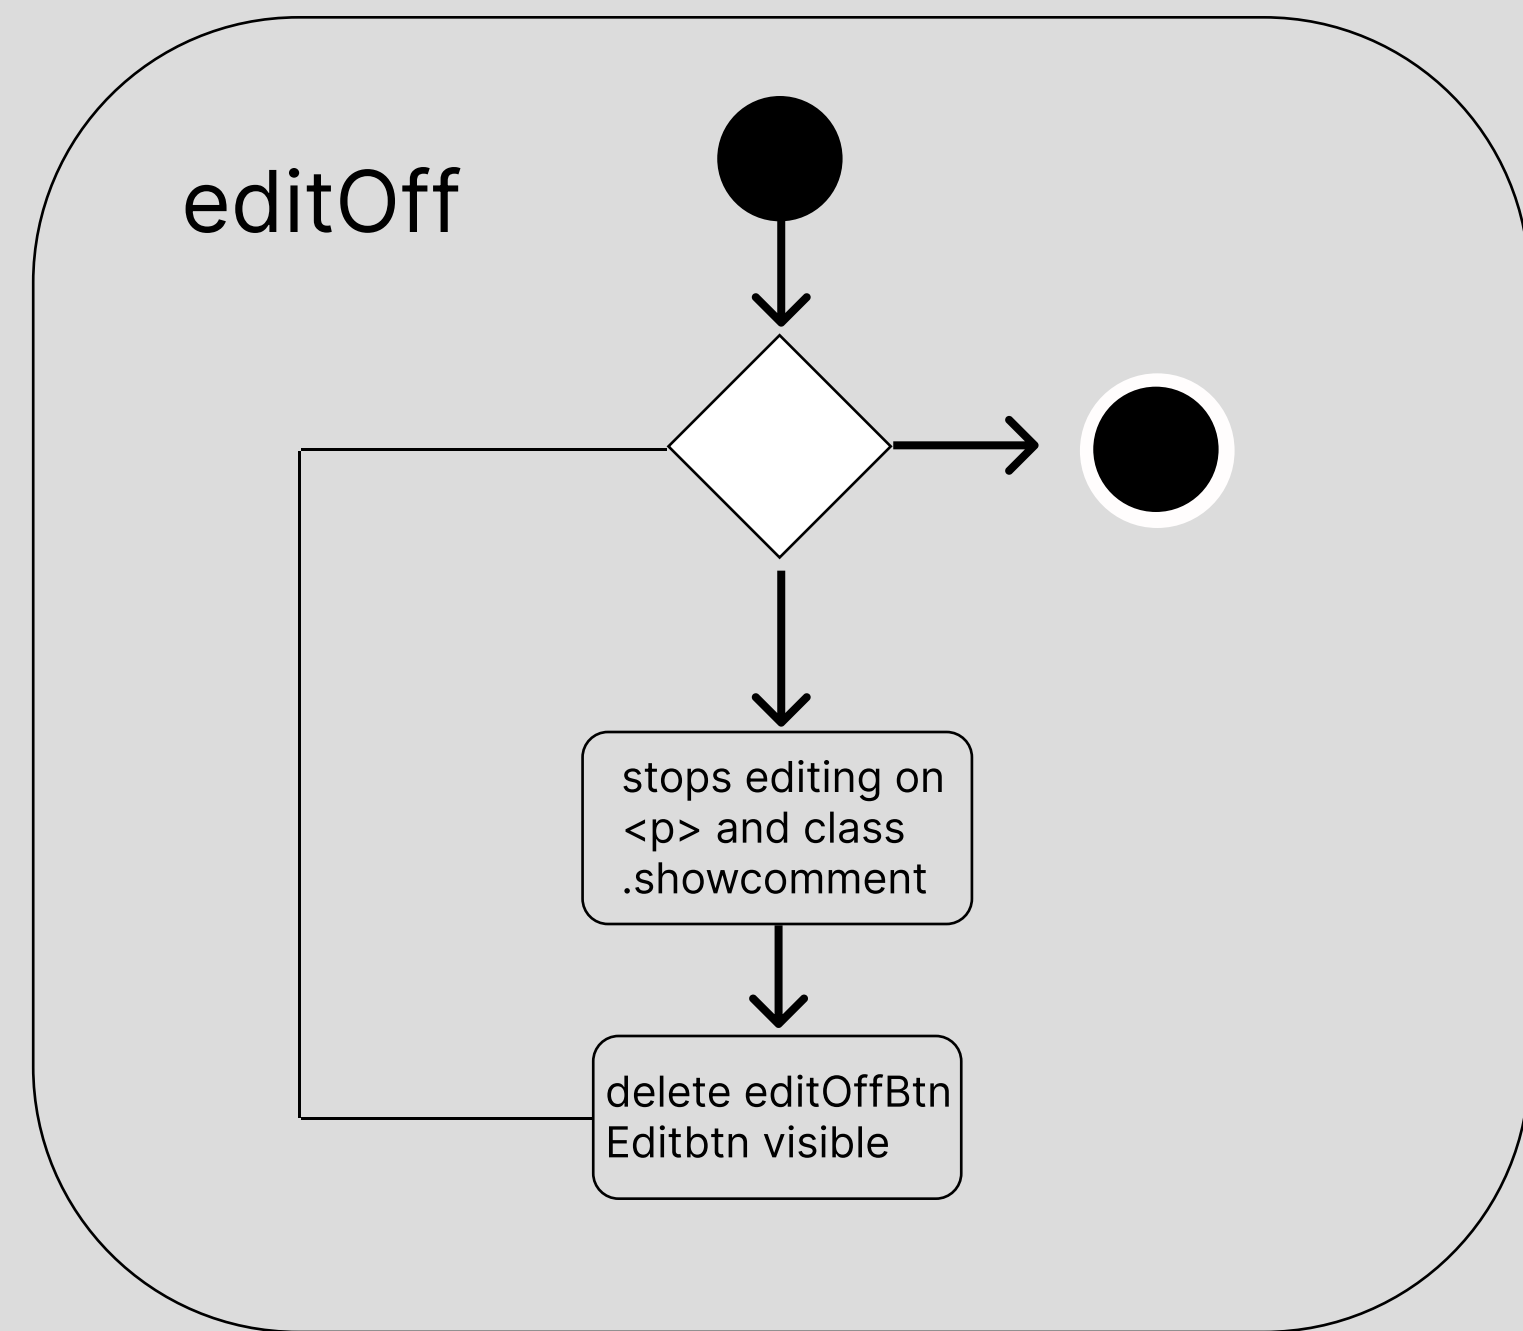 editOff
stops editing on
<p> and class
.showcomment
delete editOffBtn
Editbtn visible